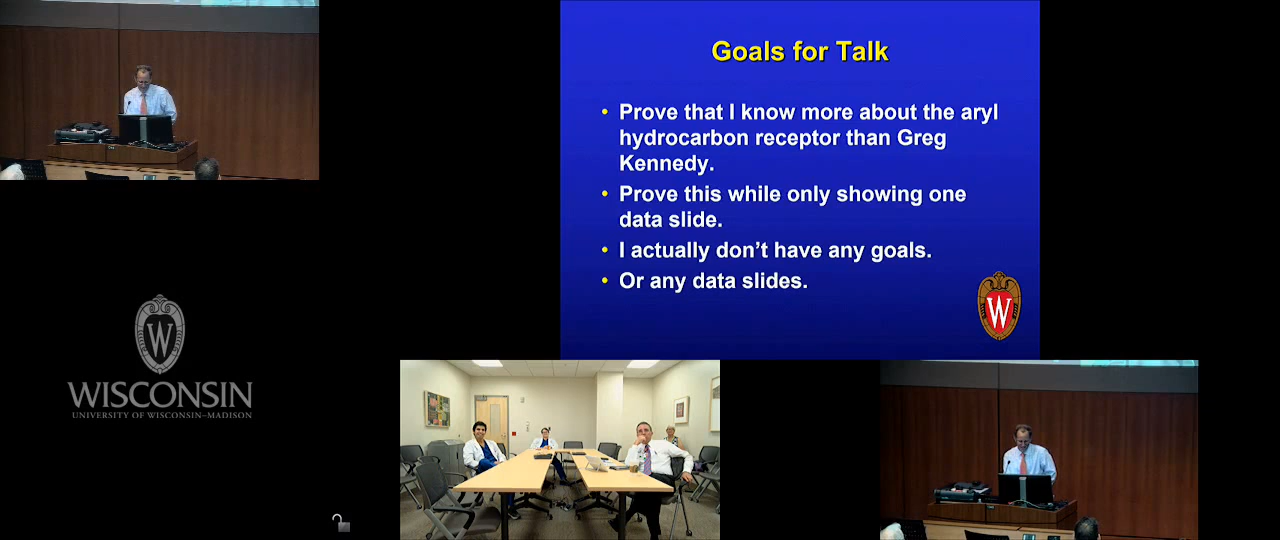 Goals for Talk
• Prove that I know more about the aryl
hydrocarbon receptor than Greg
Kennedy.
• Prove this while only showing one
data slide.
• I actually don't have any goals.
• Or any data slides.
W
W
WISCONSIN
UNIVERSITY OF WISCONSIN–MADISON